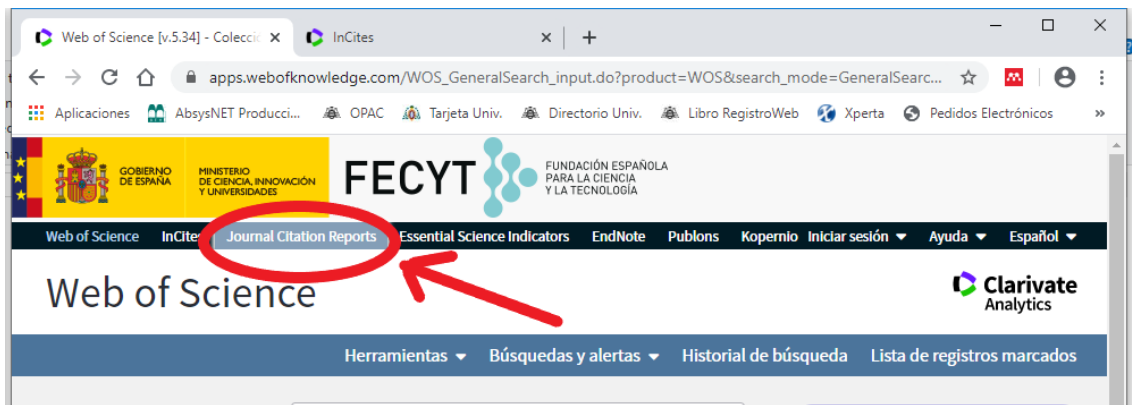 Web of Science [v.5.34] - Colecció
InCites
apps.webofknowledge.com/WOS_GeneralSearch_input.do?product=WOS&search_mode=GeneralSearc...
Aplicaciones AbsysNET Producci... OPAC Tarjeta Univ. Directorio Univ. Libro RegistroWeb Xperta Pedidos Electrónicos »
GOBIERNO
DE ESPAÑA
MINISTERIO
DE CIENCIA, INNOVACIÓN
Y UNIVERSIDADES
FECYT
FUNDACIÓN ESPAÑOLA
PARA LA CIENCIA
Y LA TECNOLOGÍA
Web of Science InCites Journal Citation Reports Essential Science Indicators EndNote Publons Kopernio Iniciar sesión Ayuda Español
Web of Science
Clarivate
Analytics
Herramientas Búsquedas y alertas Historial de búsqueda Lista de registros marcados